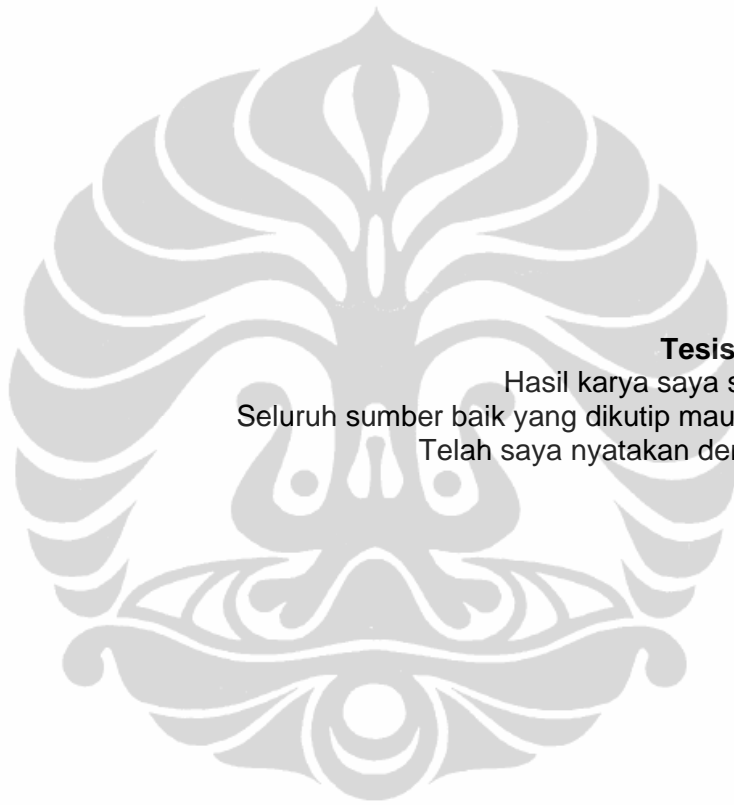 Tesis
Hasil karya saya s
Seluruh sumber baik yang dikutip mau
Telah saya nyatakan de